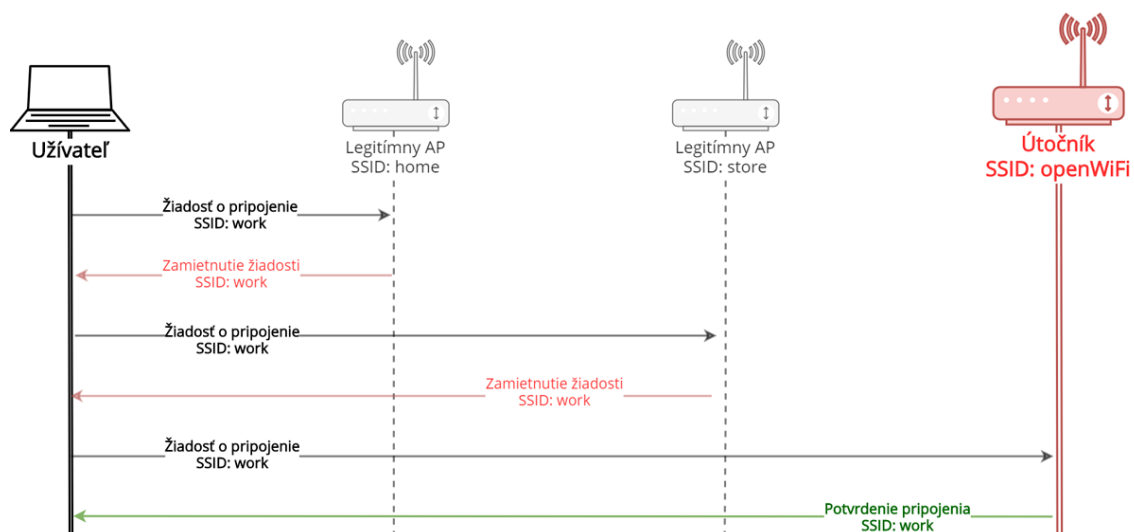 Užívateľ
Legitímny AP
SSID: home
Legitímny AP
SSID: store
Útočník
SSID: openWiFi
Žiadosť o pripojenie
SSID: work
Zamietnutie žiadosti
SSID: work
Žiadosť o pripojenie
SSID: work
Zamietnutie žiadosti
SSID: work
Žiadosť o pripojenie
SSID: work
Potvrdenie pripojenia
SSID: work